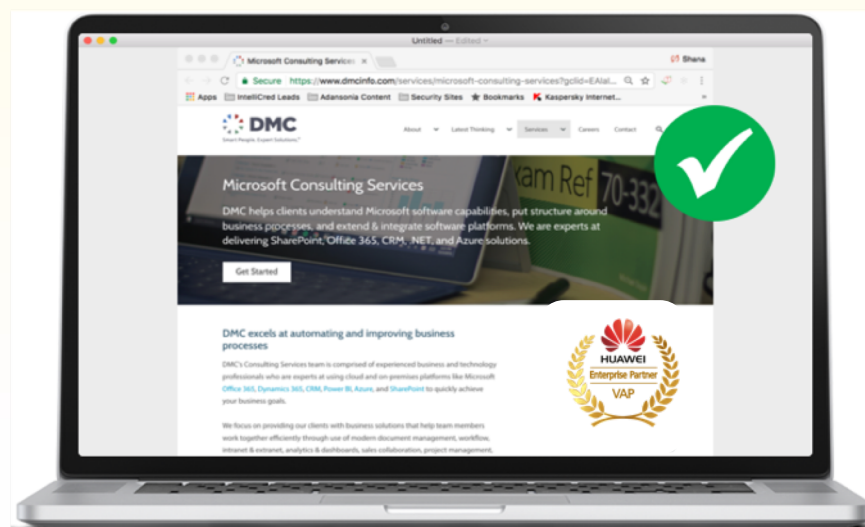 Untitled — Edited
Microsoft Consulting Services
Shana
Secure https://www.dmcinfo.com/services/microsoft-consulting-services?gclid=EAIaI...
Apps IntelliCred Leads Adansonia Content Security Sites Bookmarks Kaspersky Internet...
DMC
Smart People. Expert Solutions.
About Latest Thinking Services Careers Contact
Exam Ref 70-332
Microsoft Consulting Services
DMC helps clients understand Microsoft software capabilities, put structure around
business processes, and extend & integrate software platforms. We are experts at
delivering SharePoint, Office 365, CRM, .NET, and Azure solutions.
Get Started
DMC excels at automating and improving business
processes
DMC's Consulting Services team is comprised of experienced business and technology
professionals who are experts at using cloud and on-premises platforms like Microsoft
Office 365, Dynamics 365, CRM, Power BI, Azure, and SharePoint to quickly achieve
your business goals.
We focus on providing our clients with business solutions that help team members
work together efficiently through use of modern document management, workflow,
intranet & extranet, analytics & dashboards, sales collaboration, project management,
HUAWEI
Enterprise Partner
VAP